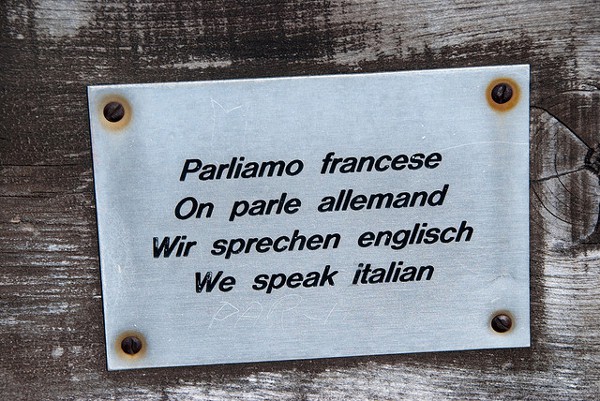 Parliamo francese
On parle allemand
Wir sprechen englisch
We speak italian